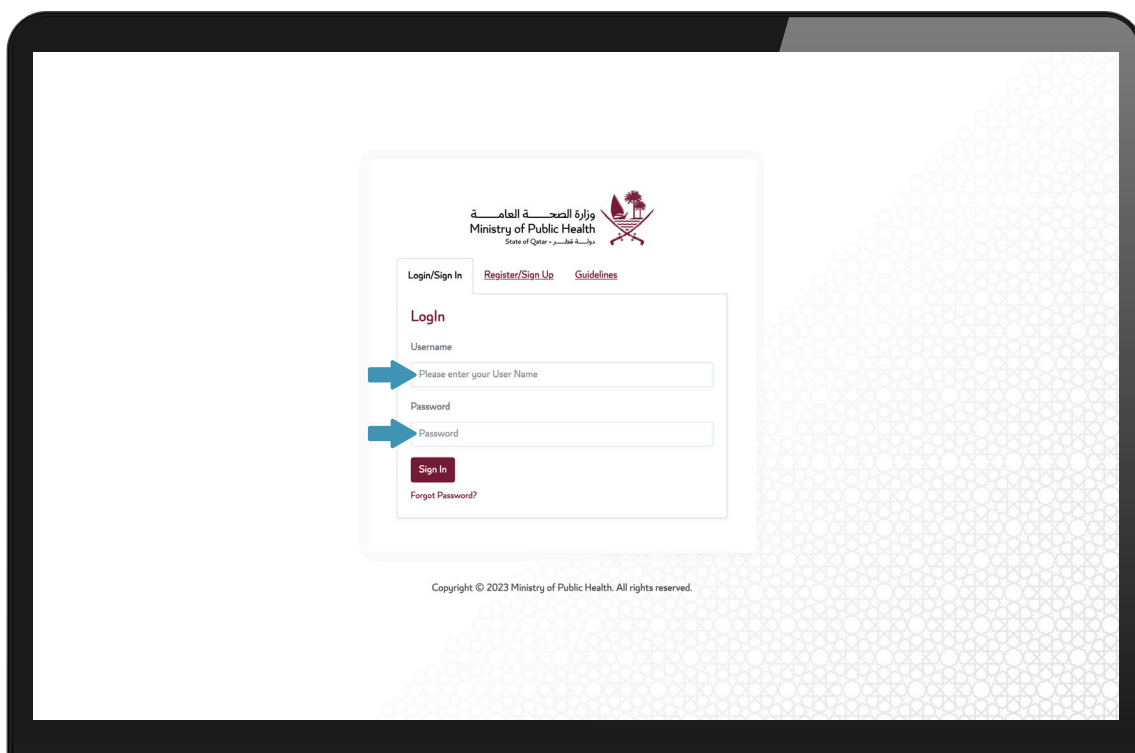 وزارة الصحــــة العامــــــة
Ministry of Public Health
State of Qatar • دولـــة قطـــر
Login/Sign In Register/Sign Up Guidelines
LogIn
Username
Please enter your User Name
Password
Password
Sign In
Forgot Password?
Copyright © 2023 Ministry of Public Health. All rights reserved.